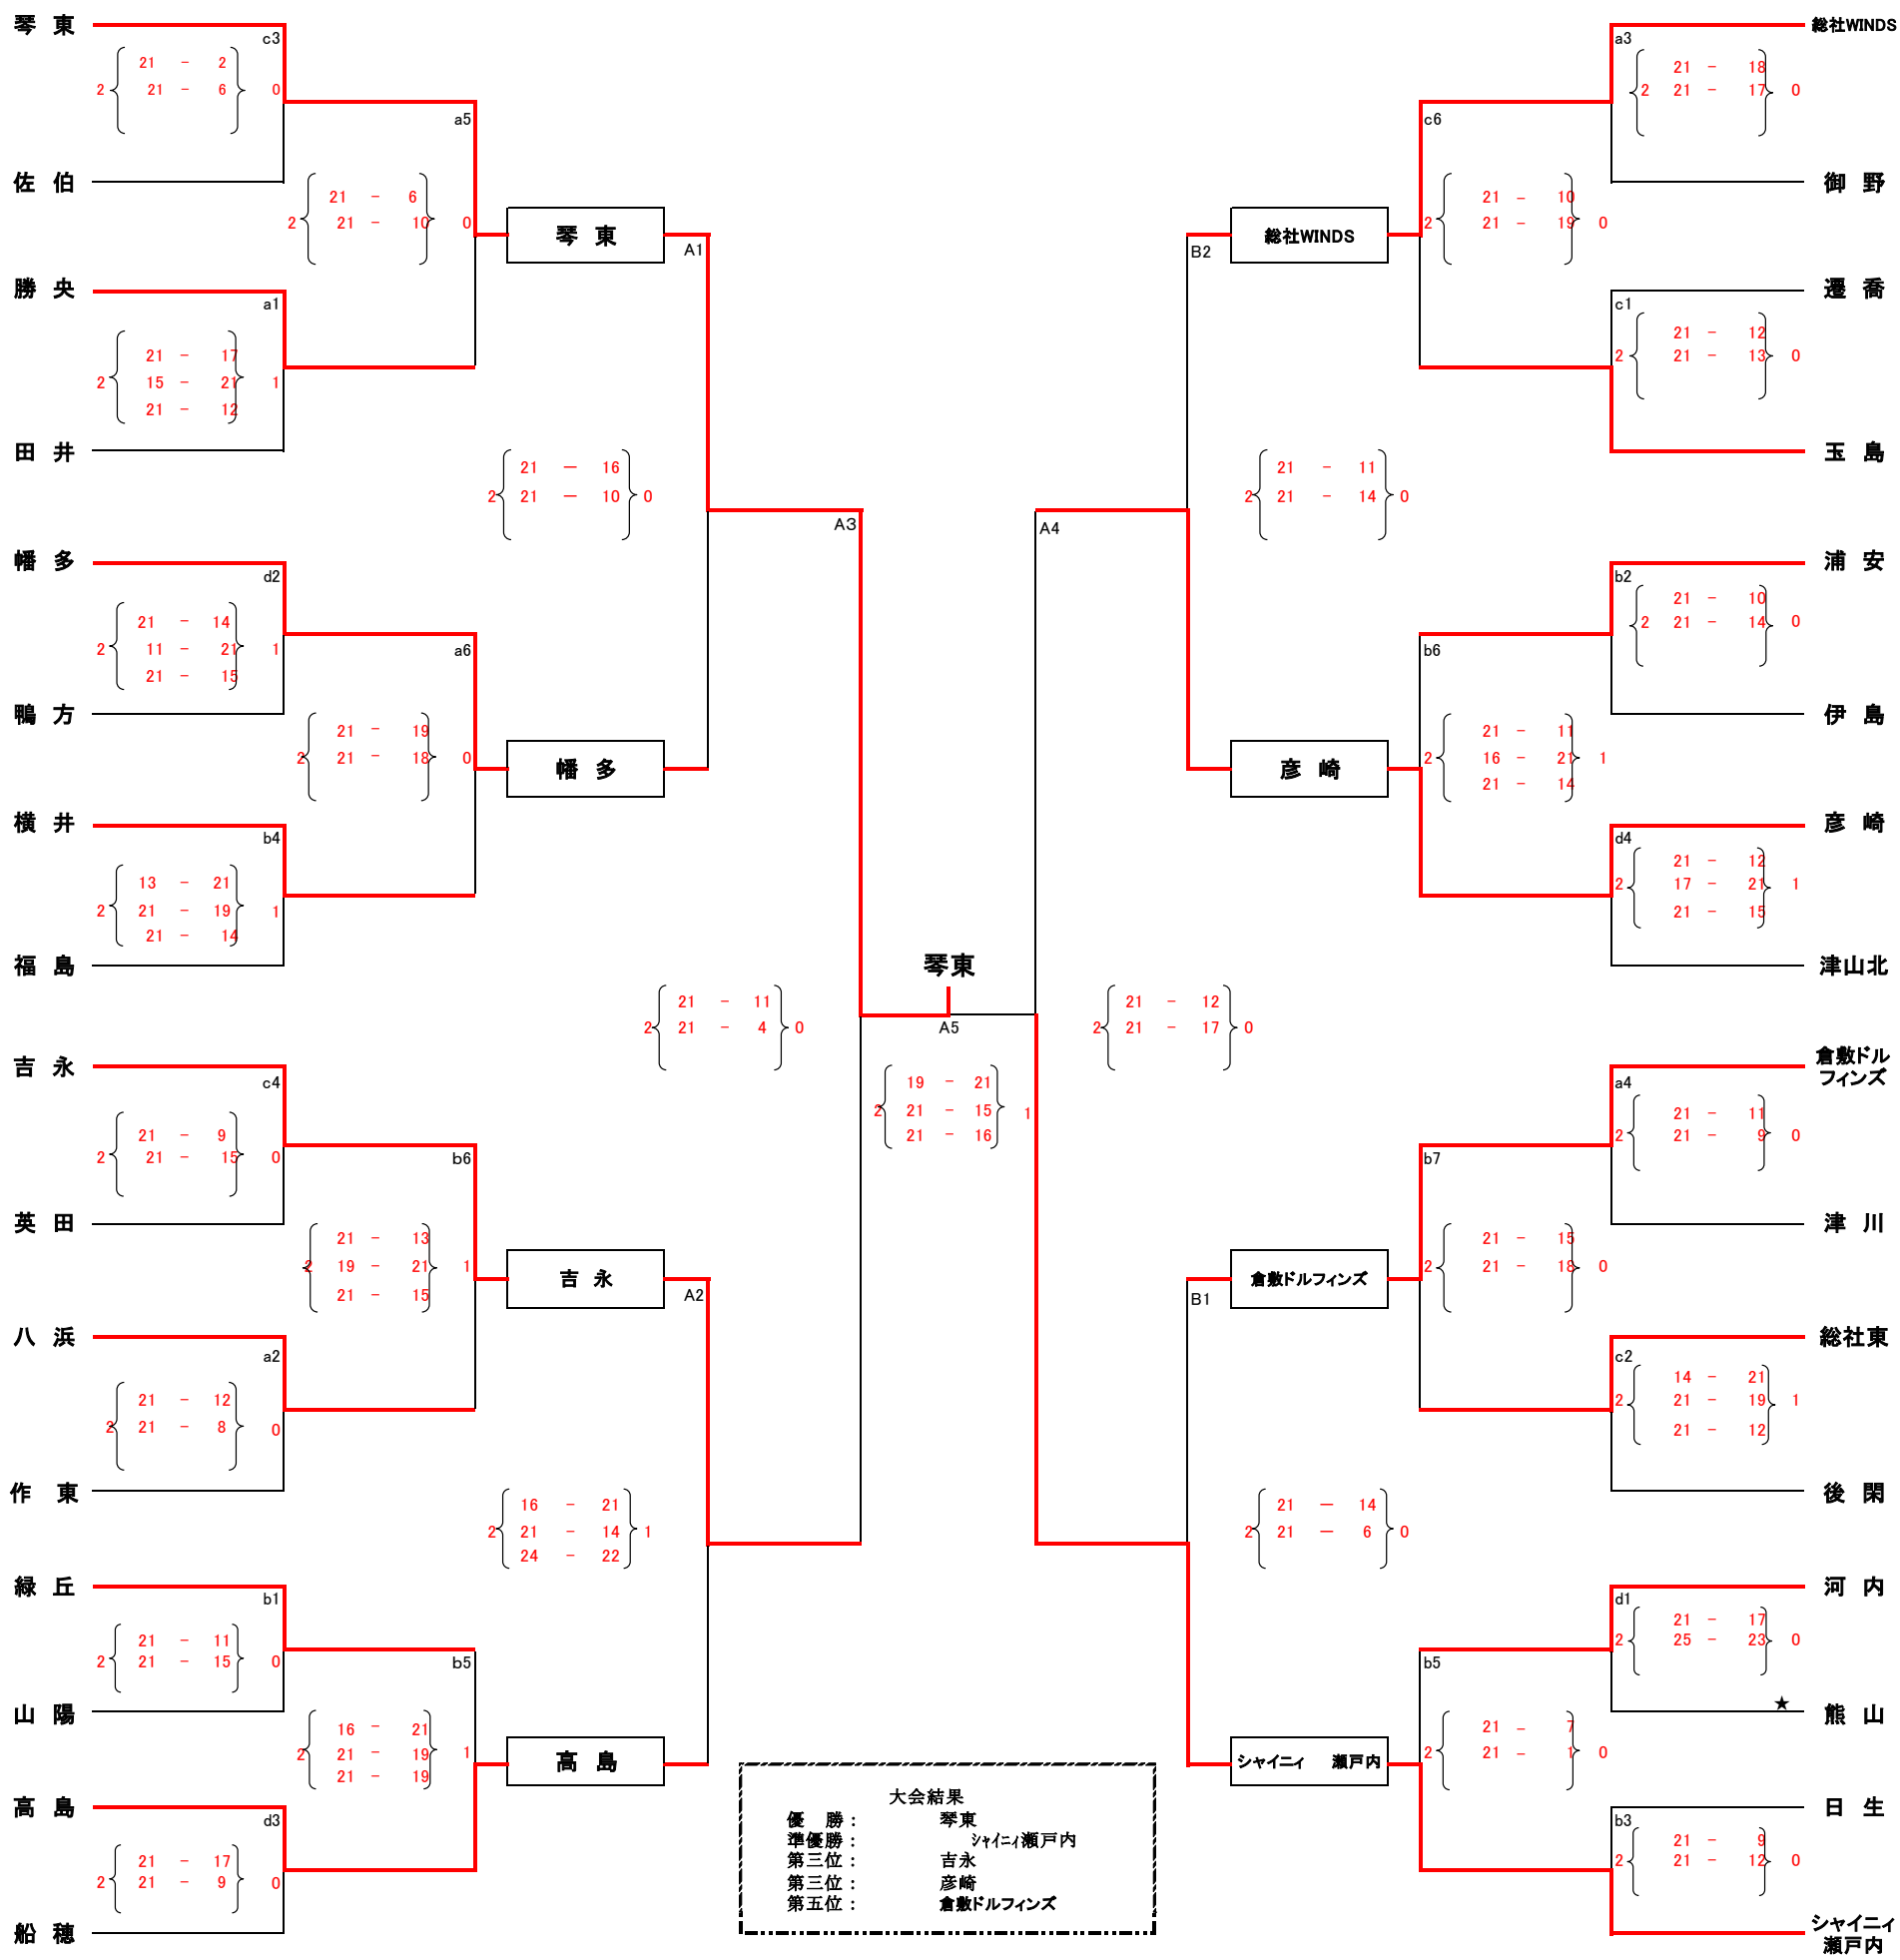 琴 東
c3
21 - 2
2 21 - 6 0
佐 伯
a5
21 - 6
2 21 - 10 0
琴 東
A1
勝 央
a1
21 - 17
2 15 - 21 1
21 - 12
田 井
21 ー 16
2 21 ー 10 0
幡 多
d2
21 - 14
2 11 - 21 1
21 - 15
鴨 方
a6
21 - 19
2 21 - 18 0
幡 多
横 井
b4
13 - 21
2 21 - 19 1
21 - 14
福 島
A3
21 - 11
2 21 - 4 0
吉 永
c4
21 - 9
2 21 - 15 0
英 田
b6
21 - 13
2 19 - 21 1
21 - 15
吉 永
A2
八 浜
a2
21 - 12
2 21 - 8 0
作 東
16 - 21
2 21 - 14 1
24 - 22
緑 丘
b1
21 - 11
2 21 - 15 0
山 陽
b5
16 - 21
2 21 - 19 1
21 - 19
高 島
高 島
d3
21 - 17
2 21 - 9 0
船 穂
琴東
A5
19 - 21
2 21 - 15 1
21 - 16
総社WINDS
a3
21 - 18
2 21 - 17 0
御 野
c6
21 - 10
2 21 - 19 0
総社WINDS
B2
遷 喬
c1
21 - 12
2 21 - 13 0
玉 島
21 - 11
2 21 - 14 0
A4
浦 安
b2
21 - 10
2 21 - 14 0
伊 島
b6
21 - 11
2 16 - 21 1
21 - 14
彦 崎
彦 崎
d4
21 - 12
2 17 - 21 1
21 - 15
津山北
21 - 12
2 21 - 17 0
倉敷ドル
フィンズ
a4
21 - 11
2 21 - 9 0
津 川
b7
21 - 15
2 21 - 18 0
倉敷ドルフィンズ
B1
総社東
c2
14 - 21
2 21 - 19 1
21 - 12
後 閑
21 ー 14
2 21 ー 6 0
河 内
d1
21 - 17
2 25 - 23 0
★
熊 山
b5
21 - 7
2 21 - 1 0
シャイニィ 瀬戸内
日 生
b3
21 - 9
2 21 - 12 0
シャイニィ
瀬戸内
大会結果
優 勝： 琴東
準優勝： シャイニィ瀬戸内
第三位： 吉永
第三位： 彦崎
第五位： 倉敷ドルフィンズ